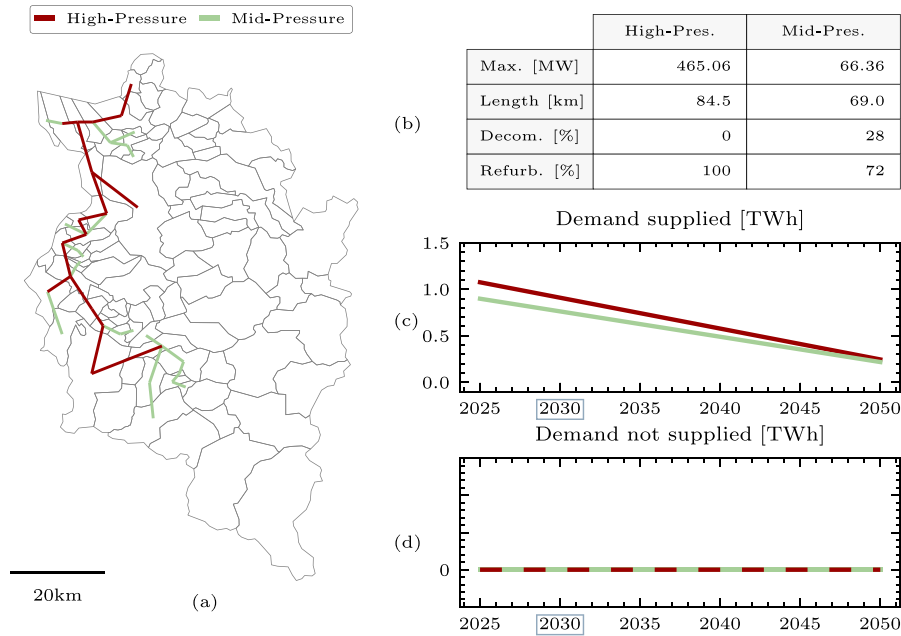 High-Pressure Mid-Pressure
20km
(a)
High-Pres. Mid-Pres.
Max. [MW] 465.06 66.36
Length [km] 84.5 69.0
Decom. [%] 0 28
Refurb. [%] 100 72
(b)
Demand supplied [TWh]
1.5
1.0
0.5
0.0
(c)
2025 2030 2035 2040 2045 2050
Demand not supplied [TWh]
(d)
0
2025 2030 2035 2040 2045 2050